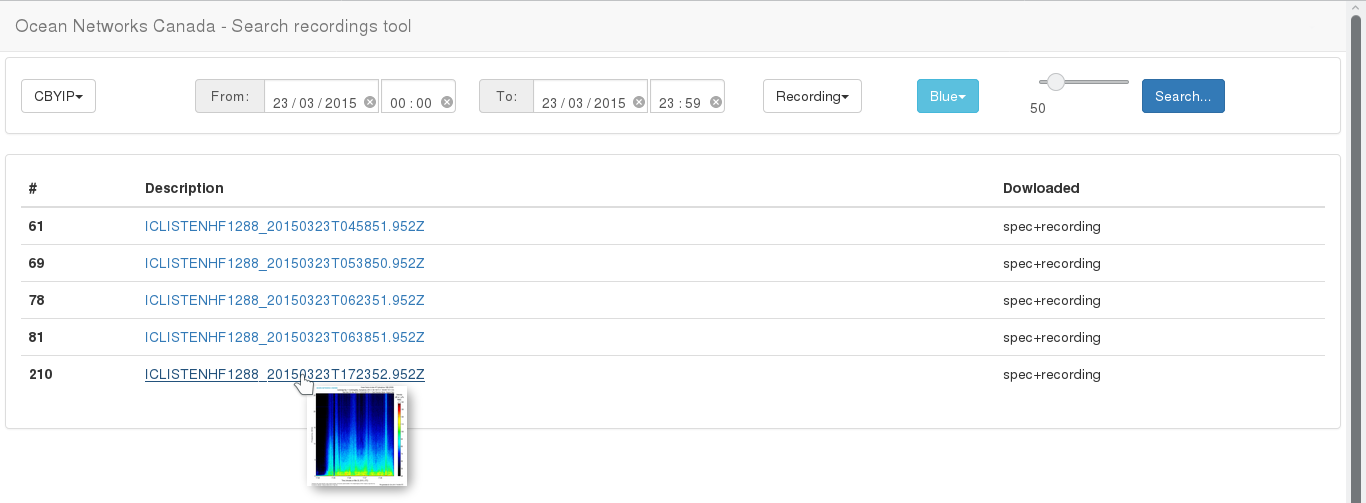 Ocean Networks Canada - Search recordings tool
CBYIP From: 23 / 03 / 2015 00 : 00 To: 23 / 03 / 2015 23 : 59 Recording Blue 50 Search...
# Description Dowloaded
61 ICLISTENHF1288_20150323T045851.952Z spec+recording
69 ICLISTENHF1288_20150323T053850.952Z spec+recording
78 ICLISTENHF1288_20150323T062351.952Z spec+recording
81 ICLISTENHF1288_20150323T063851.952Z spec+recording
210 ICLISTENHF1288_20150323T172352.952Z spec+recording